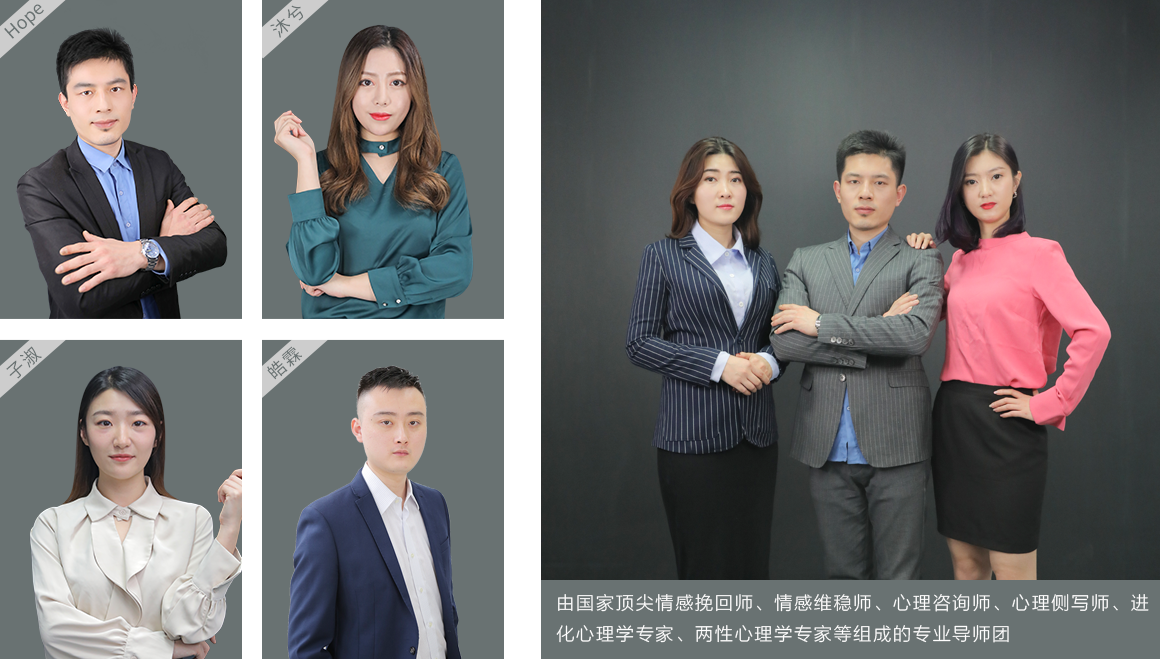 Hope
沐兮
子淑
皓霖
由国家顶尖情感挽回师、情感维稳师、心理咨询师、心理侧写师、进
化心理学专家、两性心理学专家等组成的专业导师团